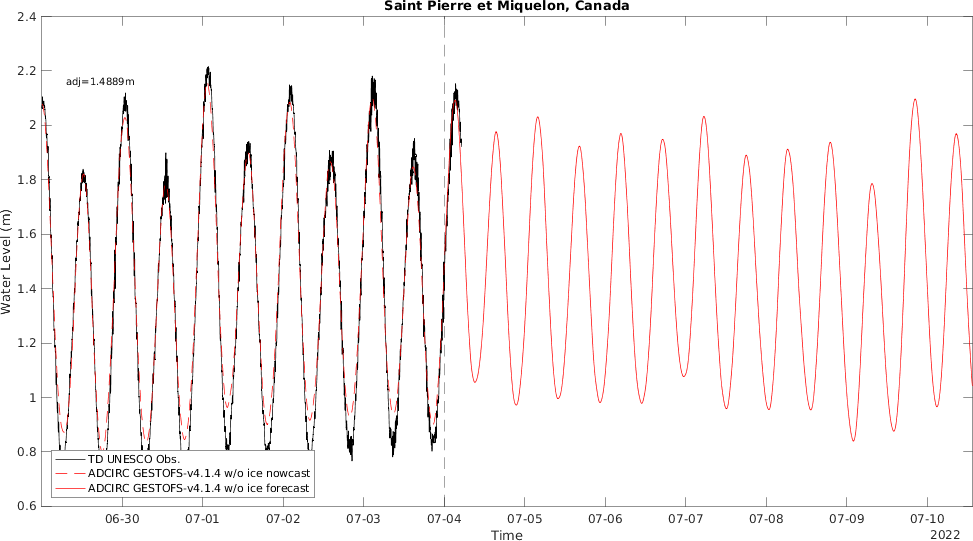 Saint Pierre et Miquelon, Canada
2.4
2.2
2
1.8
1.6
1.4
1.2
1
0.8
0.6
Water Level (m)
adj=1.4889m
TD UNESCO Obs.
ADCIRC GESTOFS-v4.1.4 w/o ice nowcast
ADCIRC GESTOFS-v4.1.4 w/o ice forecast
06-30 07-01 07-02 07-03 07-04 07-05 07-06 07-07 07-08 07-09 07-10
Time
2022